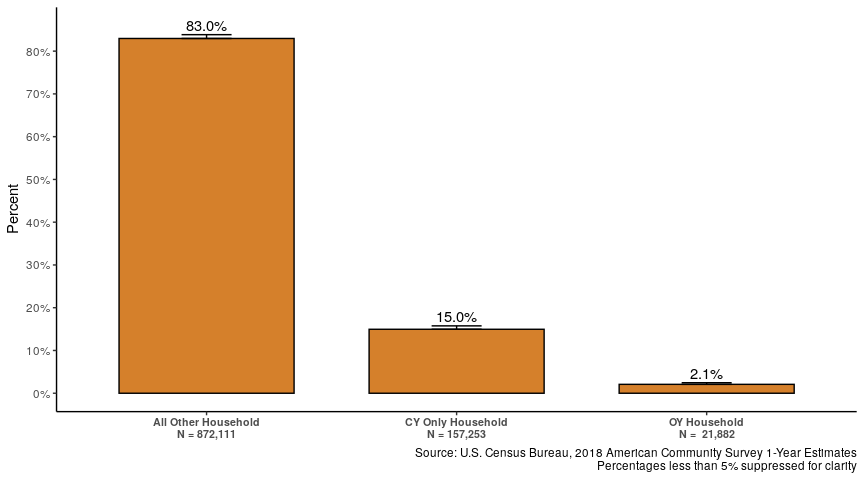 83.0%
80%
70%
60%
50%
40%
30%
20%
10%
0%
Percent
15.0%
2.1%
All Other Household
N = 872,111
CY Only Household
N = 157,253
OY Household
N =  21,882
Source: U.S. Census Bureau, 2018 American Community Survey 1-Year Estimates
Percentages less than 5% suppressed for clarity